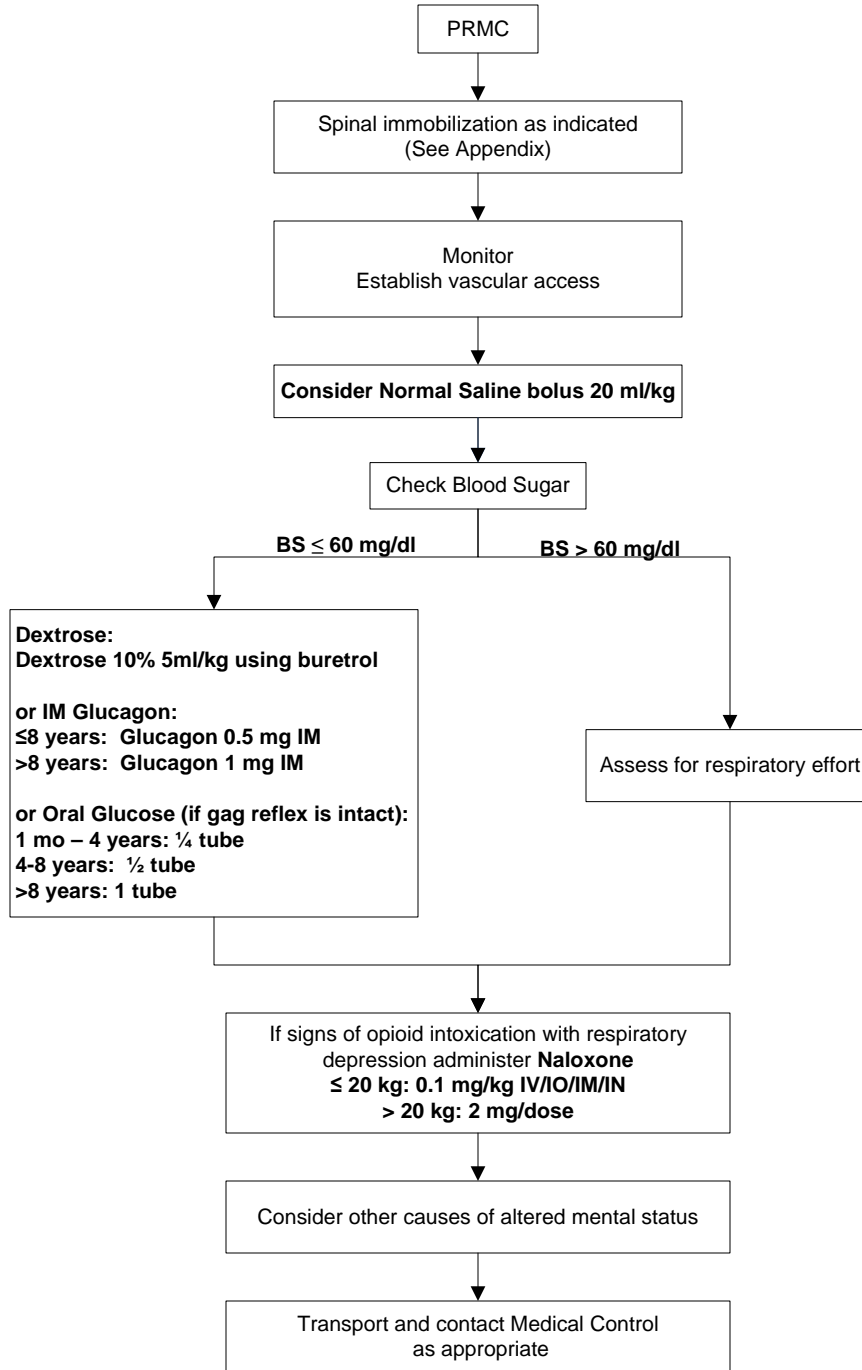 PRMC
Spinal immobilization as indicated
(See Appendix)
Monitor
Establish vascular access
Consider Normal Saline bolus 20 ml/kg
Check Blood Sugar
BS ≤ 60 mg/dl
BS > 60 mg/dl
Dextrose:
Dextrose 10% 5ml/kg using buretrol
or IM Glucagon:
≤8 years:  Glucagon 0.5 mg IM
>8 years:  Glucagon 1 mg IM
or Oral Glucose (if gag reflex is intact):
1 mo – 4 years: ¼ tube
4-8 years:  ½ tube
>8 years: 1 tube
Assess for respiratory effort
If signs of opioid intoxication with respiratory
depression administer Naloxone
≤ 20 kg: 0.1 mg/kg IV/IO/IM/IN
> 20 kg: 2 mg/dose
Consider other causes of altered mental status
Transport and contact Medical Control
as appropriate